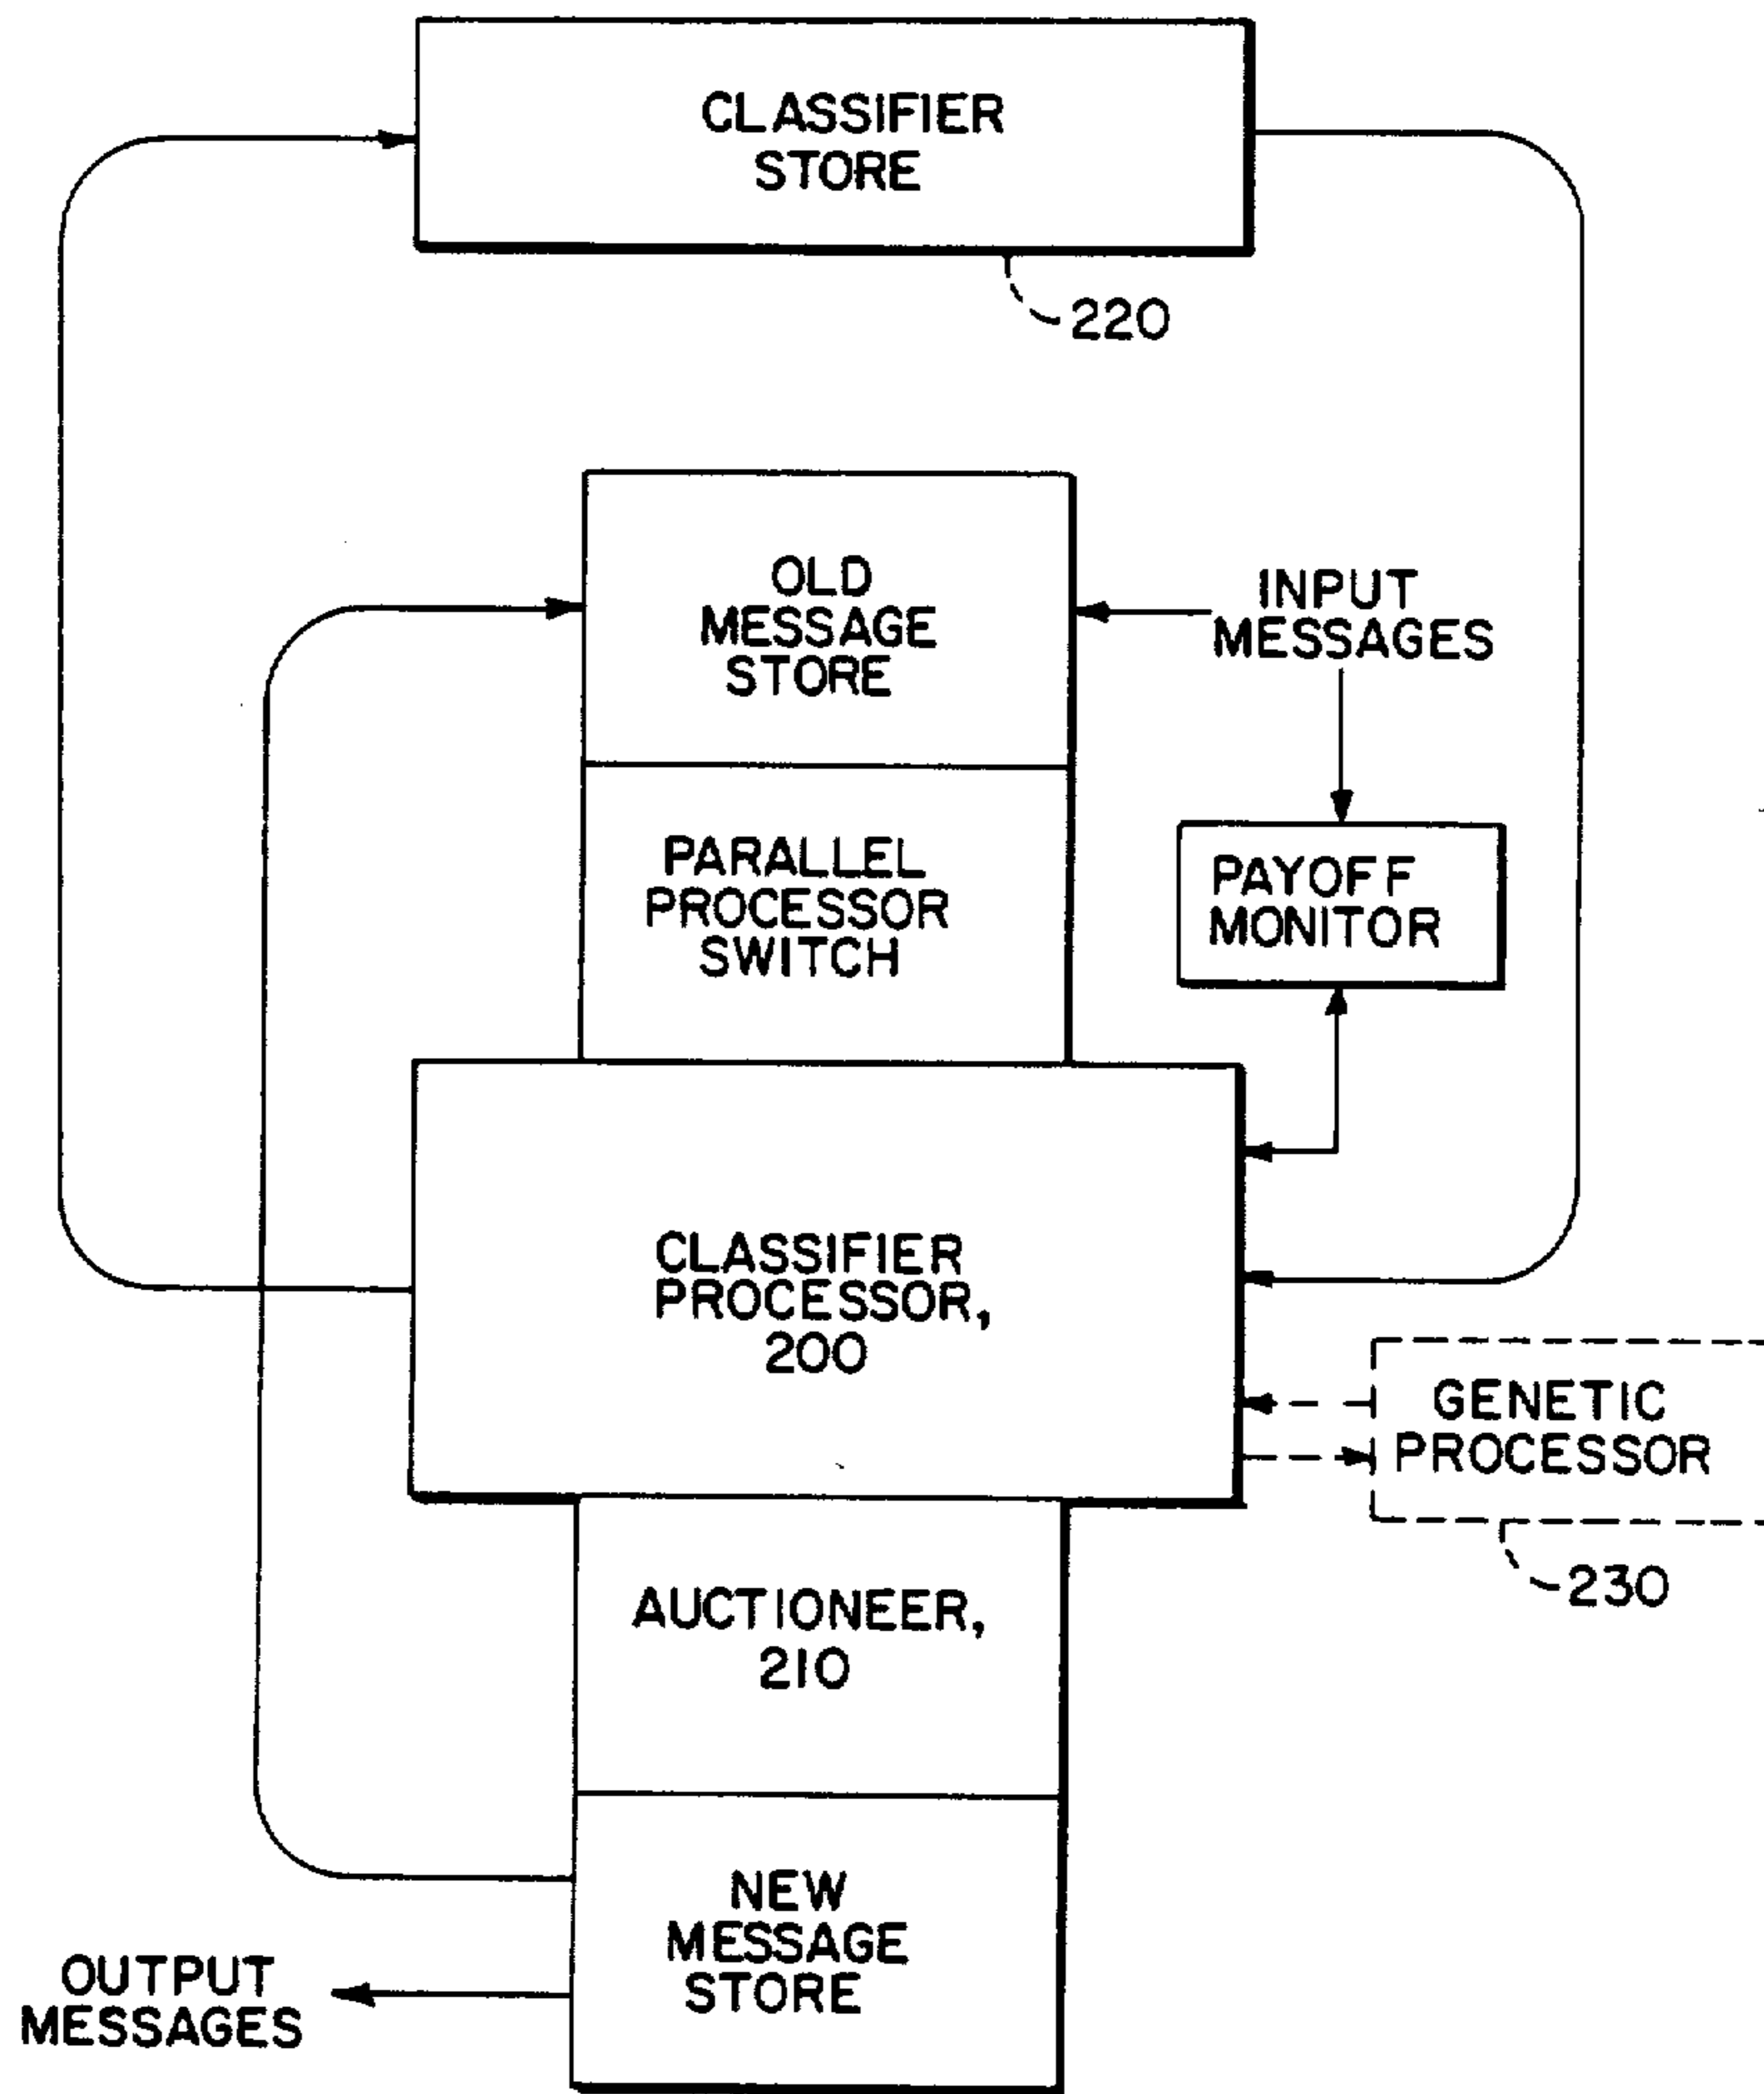 CLASSIFIER
STORE
220
OLD
MESSAGE
STORE
INPUT
MESSAGES
PARALLEL
PROCESSOR
SWITCH
PAYOFF
MONITOR
CLASSIFIER
PROCESSOR,
200
GENETIC
PROCESSOR
230
AUCTIONEER,
210
NEW
MESSAGE
STORE
OUTPUT
MESSAGES